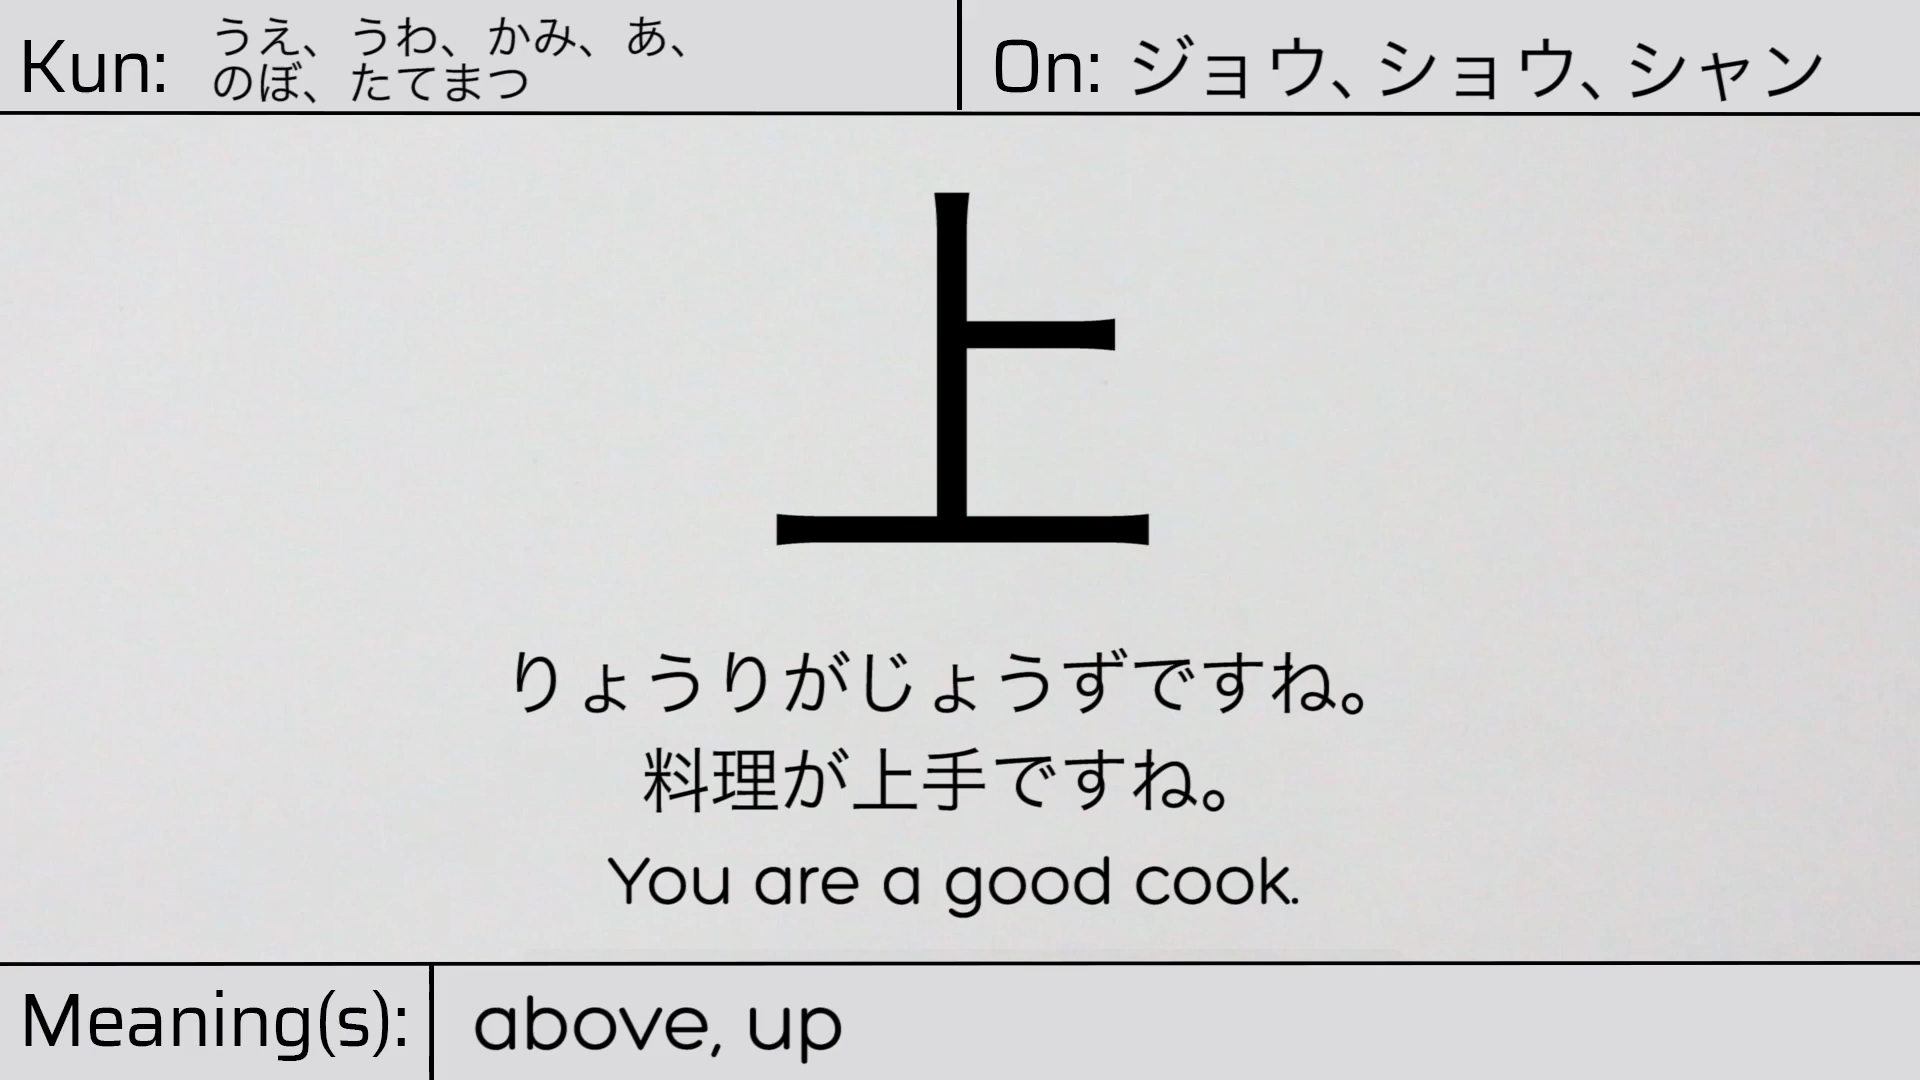 Kun: うえ、うわ、かみ、あ、
のぼ、たてまつ
On: ジョウ、ショウ、シャン
上
りょうりがじょうずですね。
料理が上手ですね。
You are a good cook.
Meaning(s): above, up